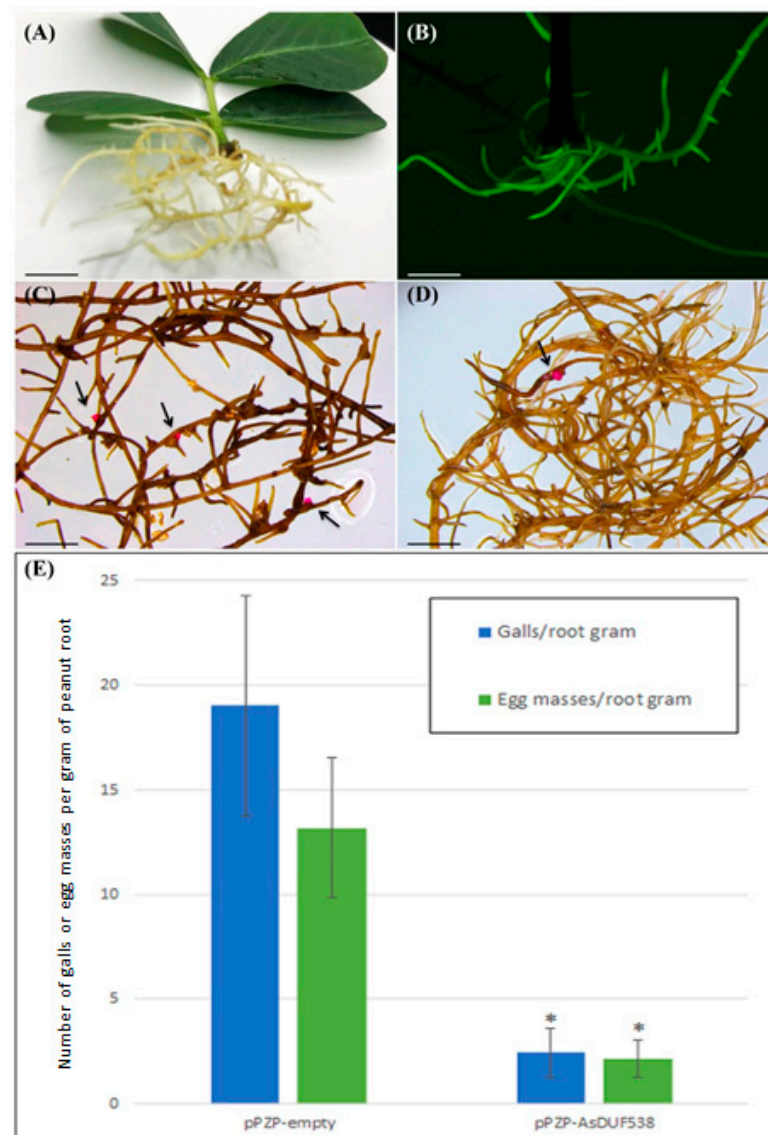 (A)
(B)
(C)
(D)
(E)
Number of galls or egg masses per gram of peanut root
25
20
15
10
5
0
Galls/root gram
Egg masses/root gram
*
*
pPZP-empty
pPZP-AsDUF538